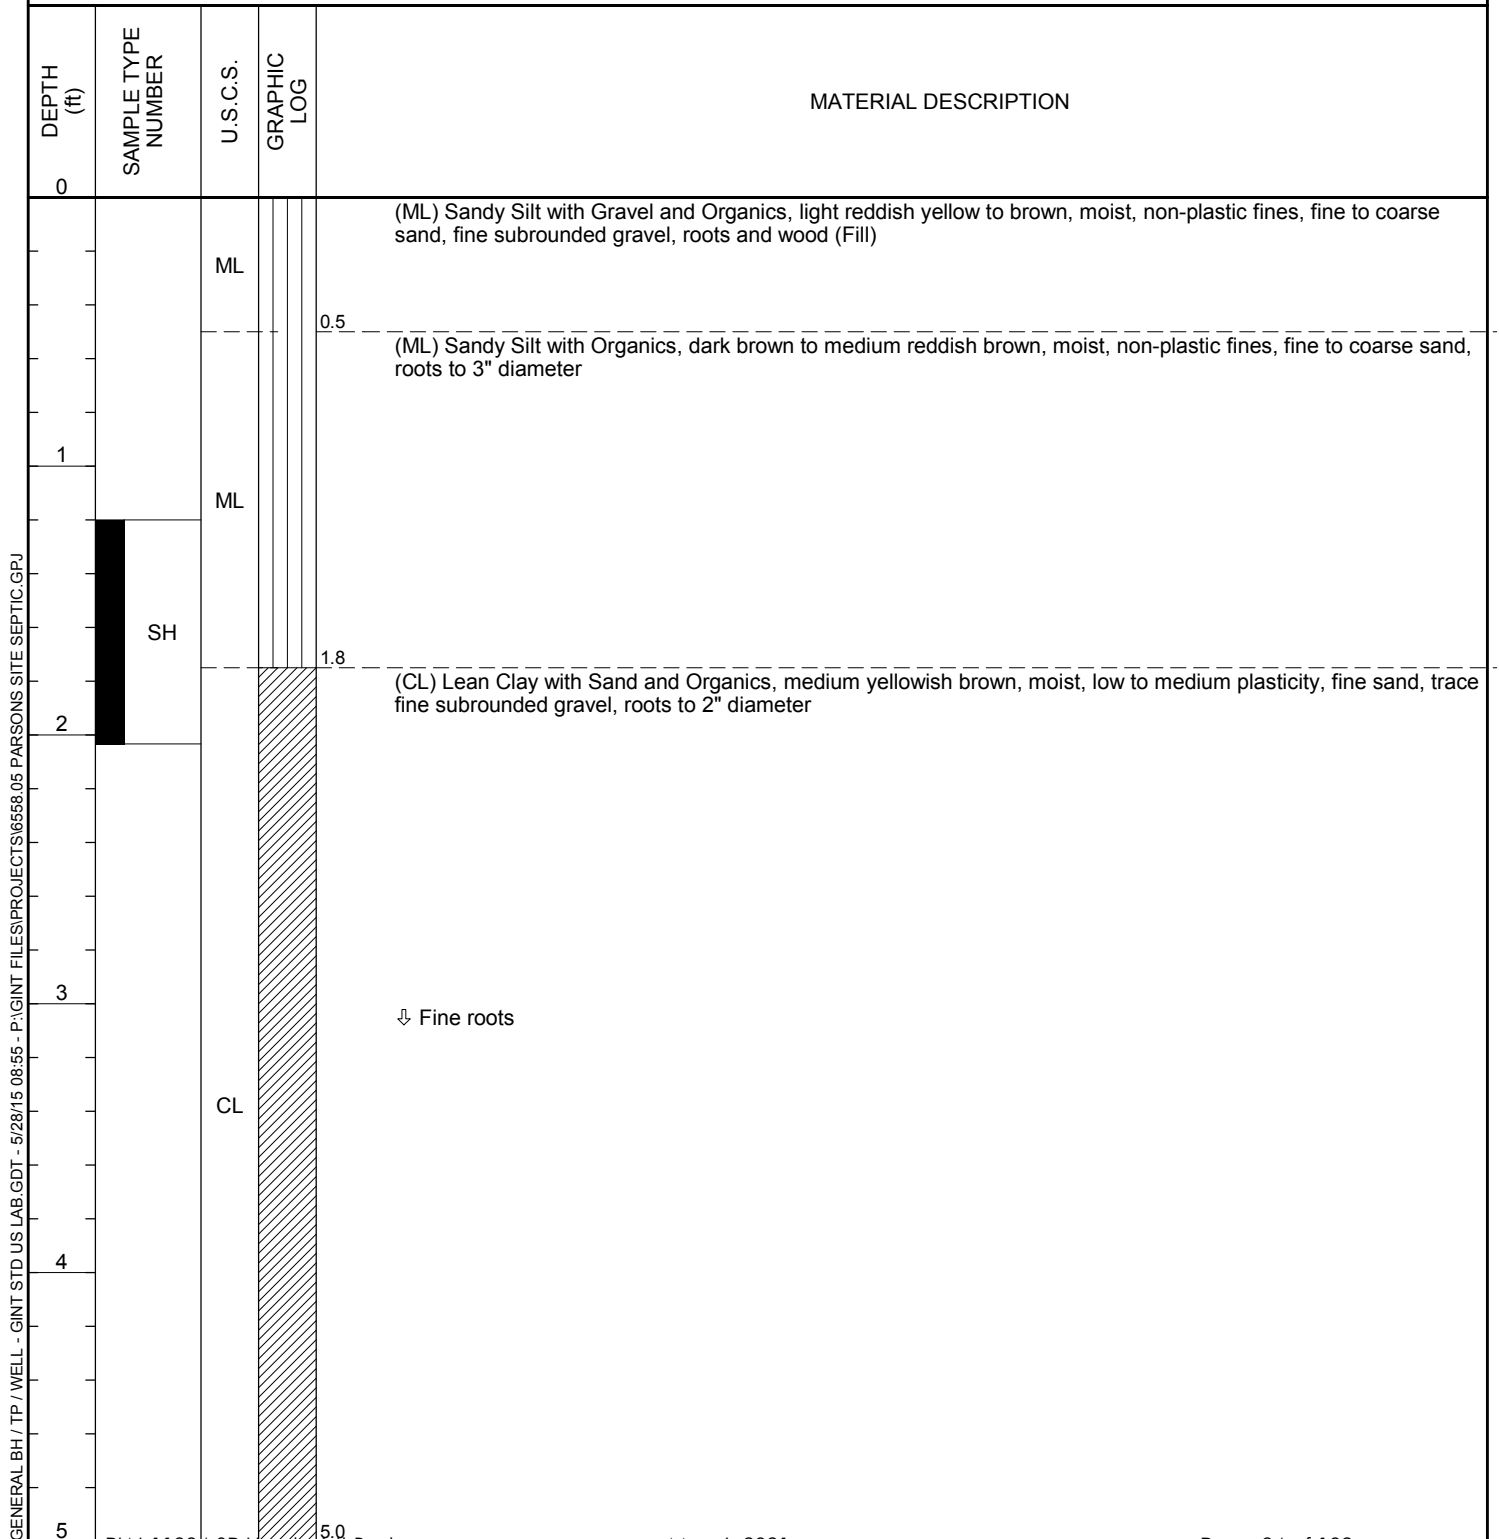 DEPTH
(ft)
SAMPLE TYPE
NUMBER
U.S.C.S.
GRAPHIC
LOG
MATERIAL DESCRIPTION
0
(ML) Sandy Silt with Gravel and Organics, light reddish yellow to brown, moist, non-plastic fines, fine to coarse
sand, fine subrounded gravel, roots and wood (Fill)
ML
0.5
(ML) Sandy Silt with Organics, dark brown to medium reddish brown, moist, non-plastic fines, fine to coarse sand,
roots to 3" diameter
1
ML
SH
1.8
(CL) Lean Clay with Sand and Organics, medium yellowish brown, moist, low to medium plasticity, fine sand, trace
fine subrounded gravel, roots to 2" diameter
2
3
⇩ Fine roots
CL
4
5
5.0
GENERAL BH / TP / WELL - GINT STD US LAB.GDT - 5/28/15 08:55 - P:\GINT FILES\PROJECTS\6558.05 PARSONS SITE SEPTIC.GPJ